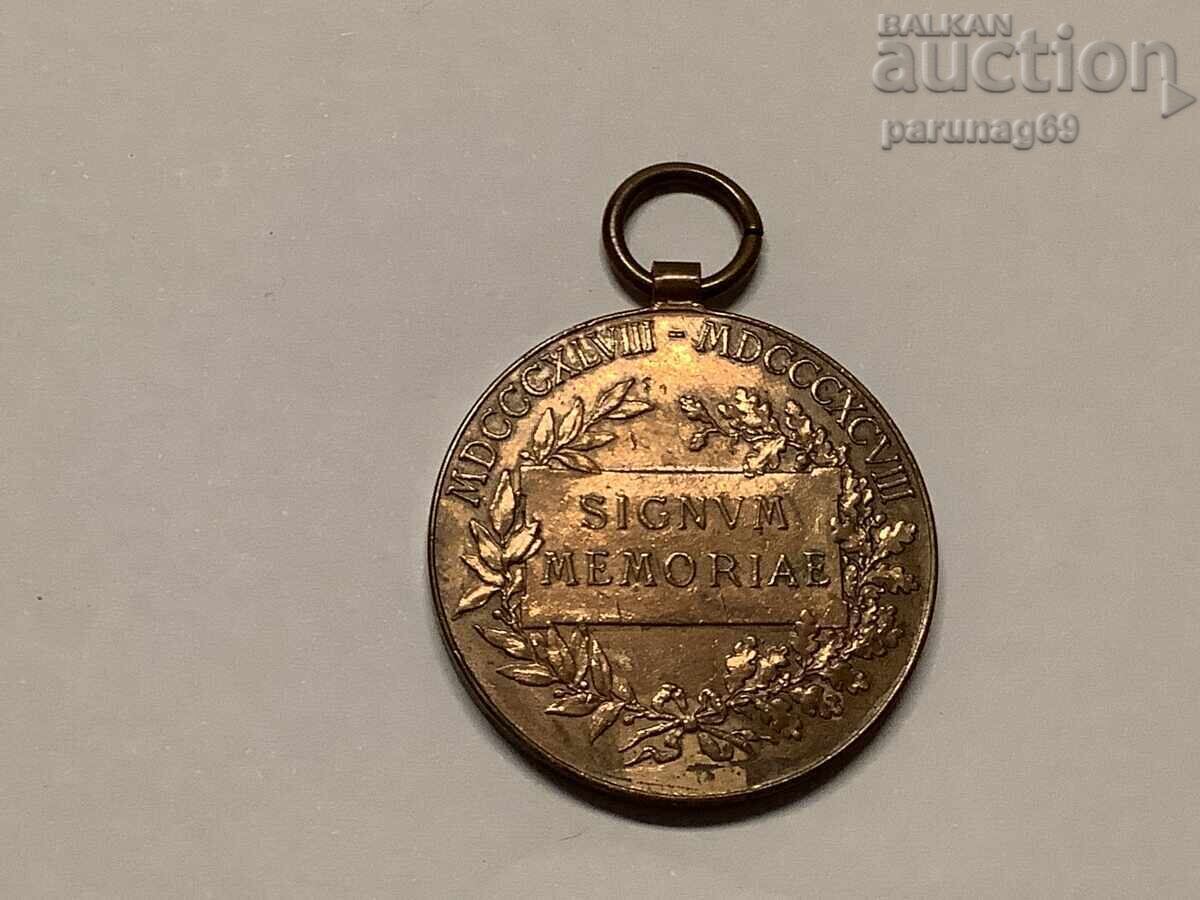 BALKAN
auction
parunag69
MDCCCXLVIII - MDCCCXCVIII
SIGNVM
MEMORIAE